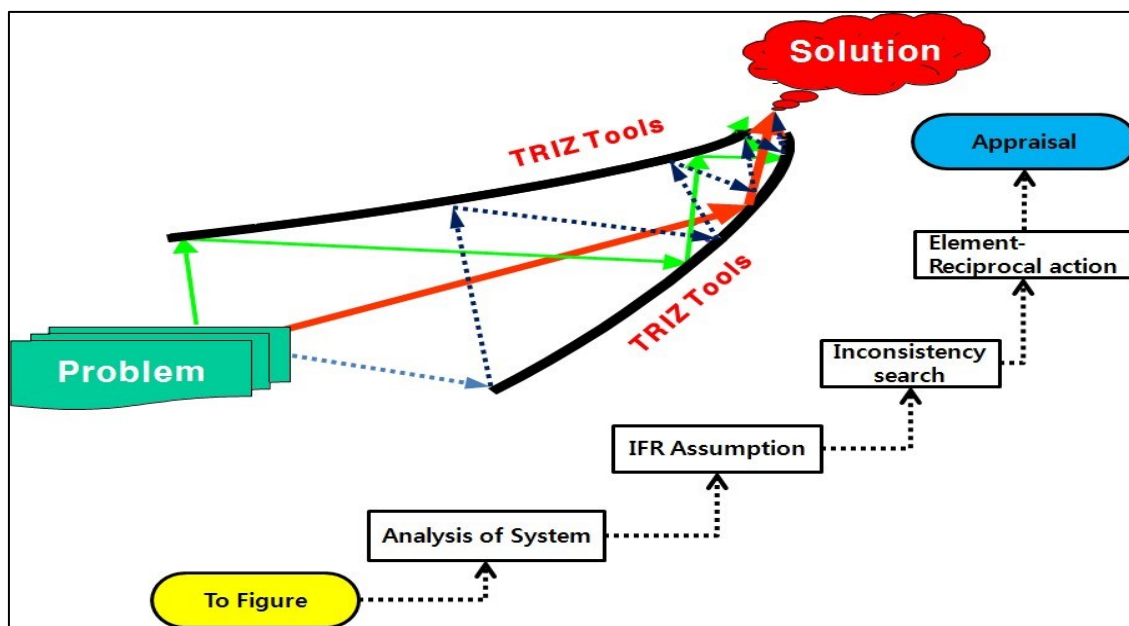 Solution
TRIZ Tools
Appraisal
Element-
Reciprocal action
TRIZ Tools
Problem
Inconsistency
search
IFR Assumption
Analysis of System
To Figure